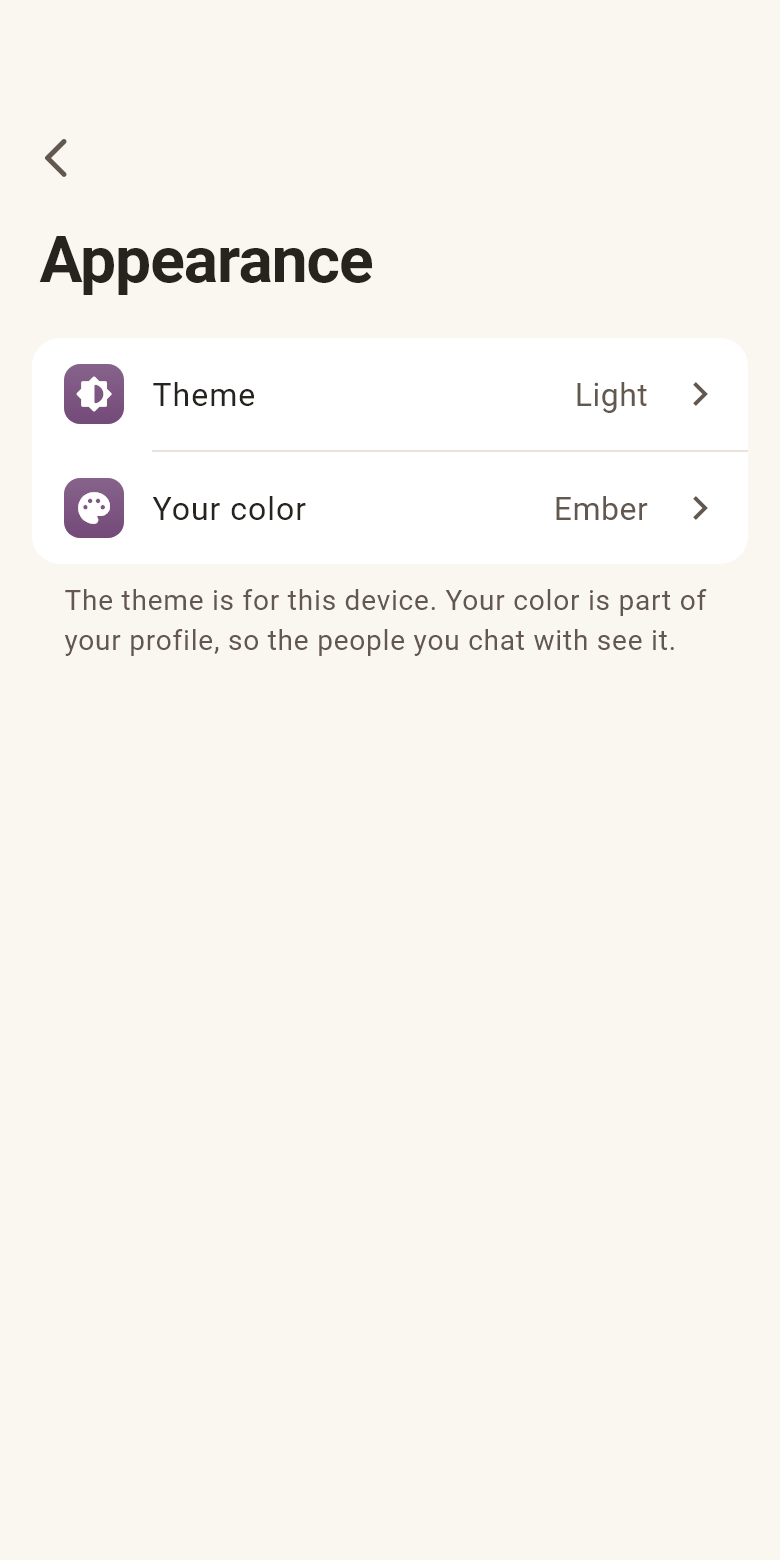 Appearance
Theme Light
Your color Ember
The theme is for this device. Your color is part of
your profile, so the people you chat with see it.